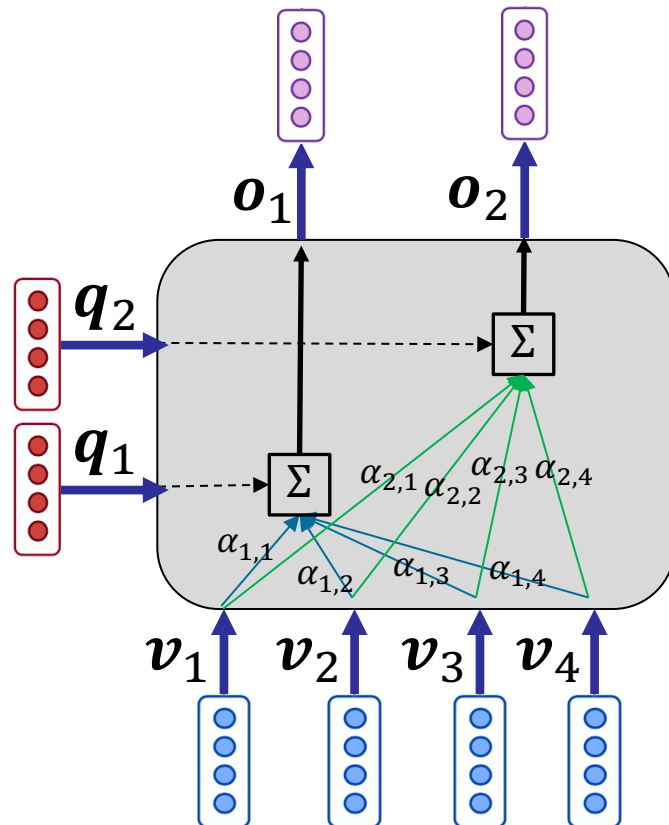 o₁ o₂
q₂
Σ
q₁
α₂,₁ α₂,₂ α₂,₃ α₂,₄
Σ
α₁,₁ α₁,₂ α₁,₃ α₁,₄
v₁ v₂ v₃ v₄